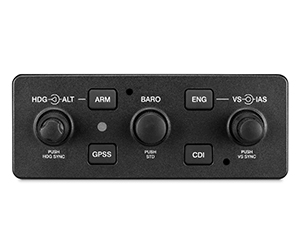 HDG ALT ARM BARO ENG VS IAS
GPSS CDI
PUSH PUSH PUSH
HDG SYNC STD VS SYNC